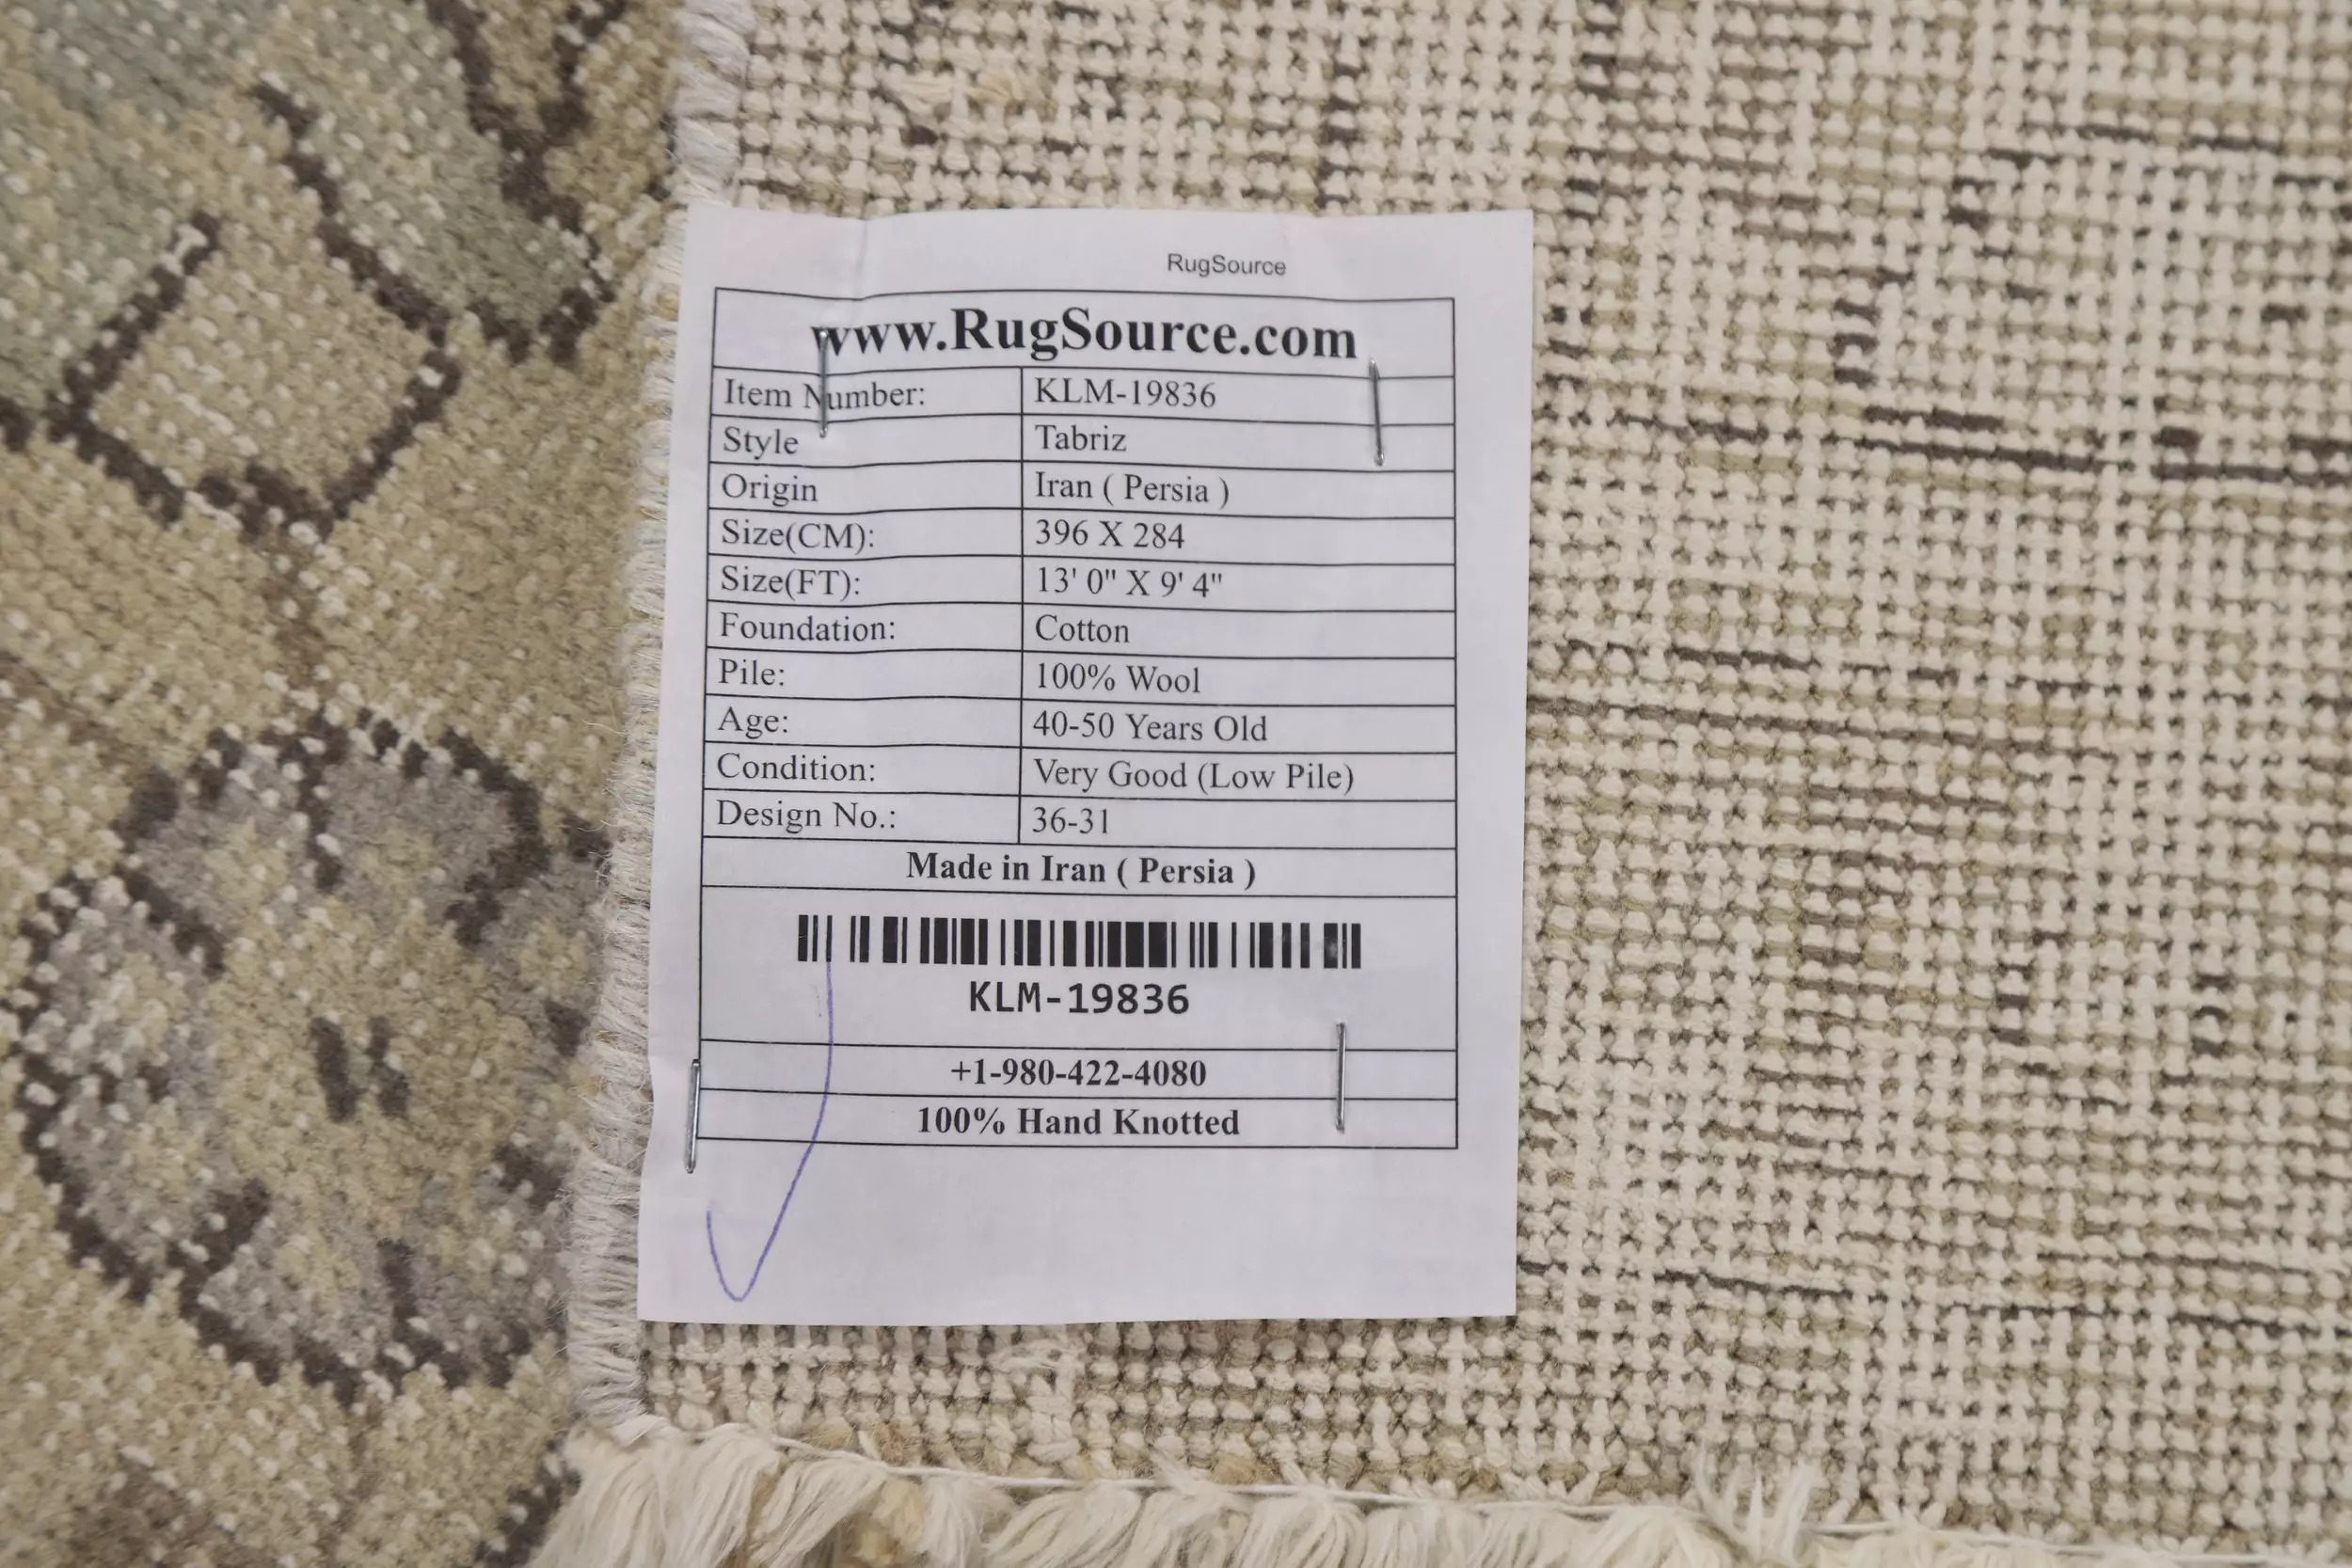 RugSource
www.RugSource.com
Item Number: KLM-19836
Style Tabriz
Origin Iran ( Persia )
Size(CM): 396 X 284
Size(FT): 13' 0" X 9' 4"
Foundation: Cotton
Pile: 100% Wool
Age: 40-50 Years Old
Condition: Very Good (Low Pile)
Design No.: 36-31
Made in Iran ( Persia )
KLM-19836
+1-980-422-4080
100% Hand Knotted